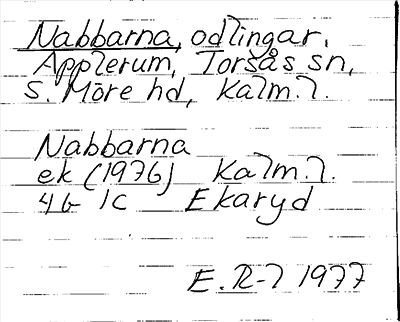 Nabbarna, odlingar,
Applerum, Torsås sn,
S. Möre hd, Kalm. l.
Nabbarna
ek (1976) Kalm. l.
4G 1c Ekaryd
E. R-l 1977